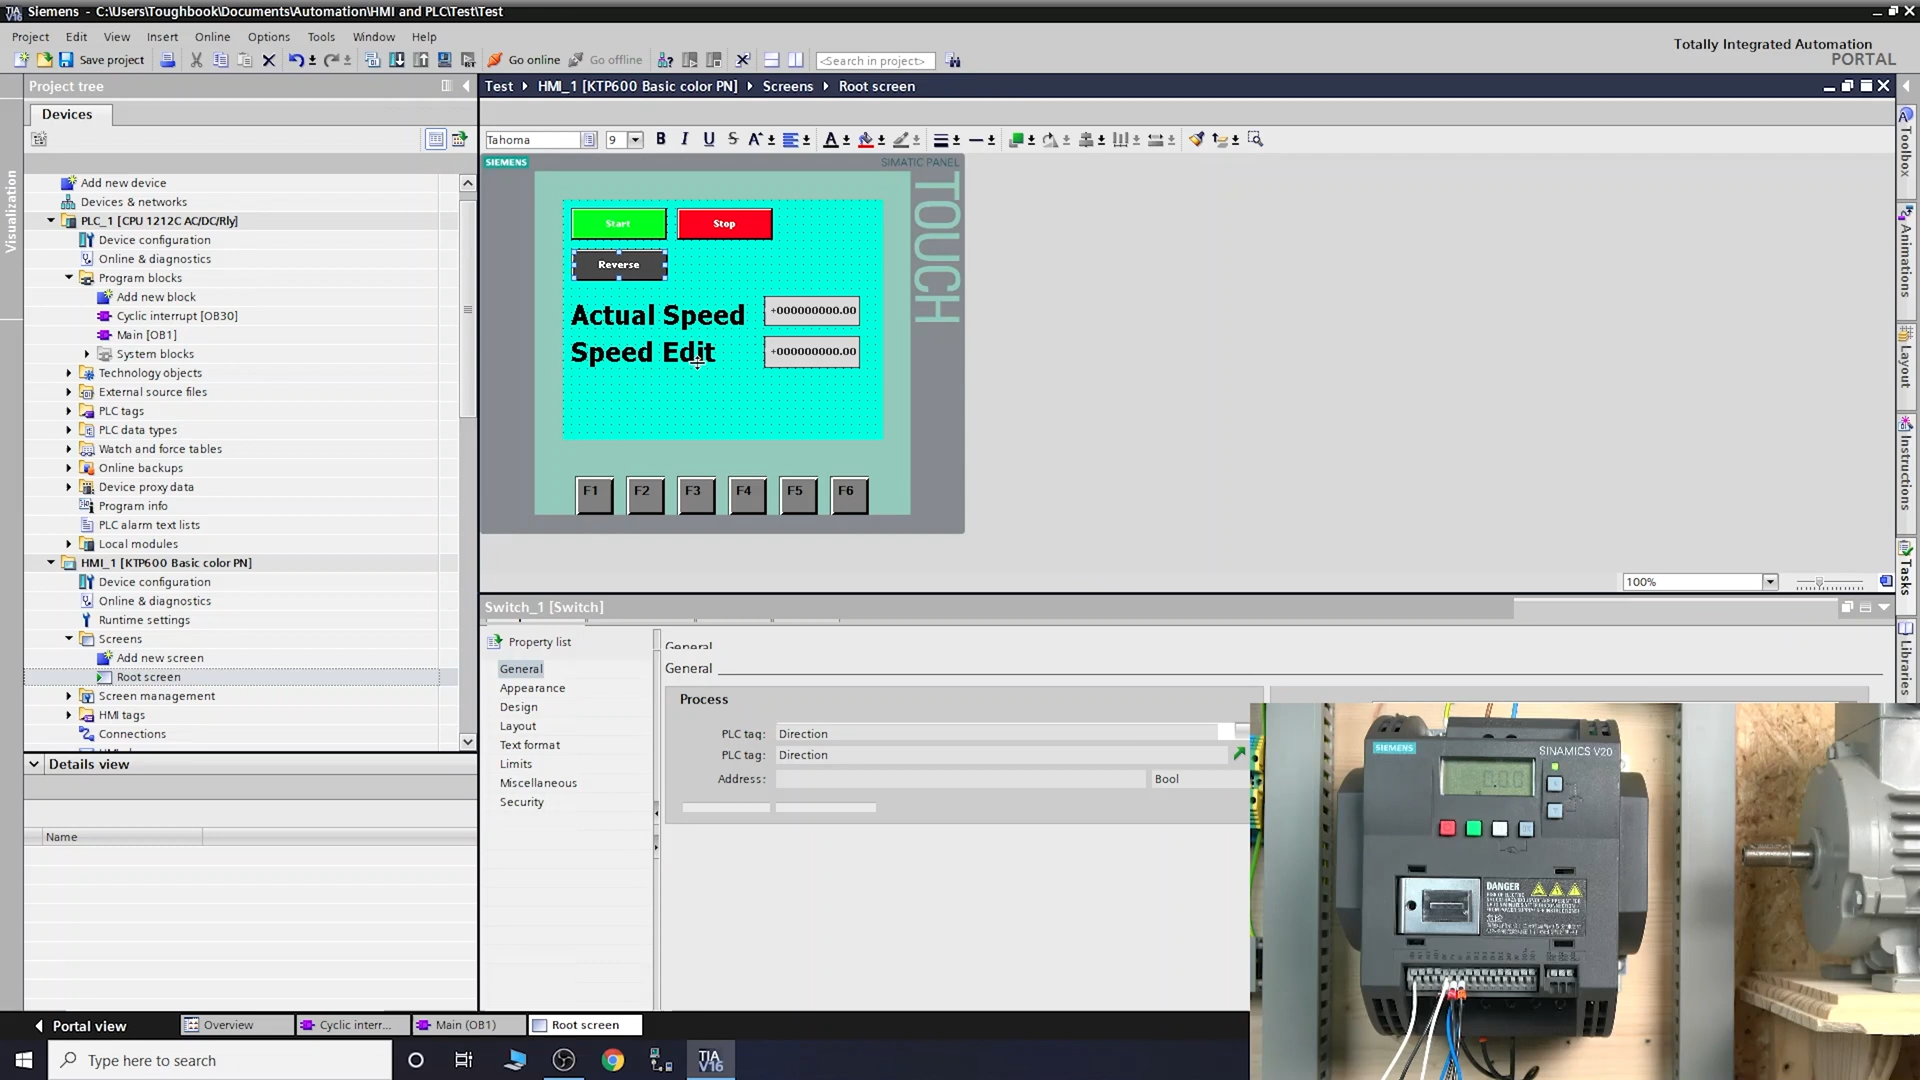 Siemens - C:\Users\Toughbook\Documents\Automation\HMI and PLC\Test\Test
Project Edit View Insert Online Options Tools Window Help
Totally Integrated Automation
PORTAL
Save project
Go online
Go offline
<Search in project>
Project tree
Test
HMI_1 [KTP600 Basic color PN]
Screens
Root screen
Devices
Tahoma
9
B I U S
Visualization
Add new device
Devices & networks
PLC_1 [CPU 1212C AC/DC/Rly]
Device configuration
Online & diagnostics
Program blocks
Add new block
Cyclic interrupt [OB30]
Main [OB1]
System blocks
Technology objects
External source files
PLC tags
PLC data types
Watch and force tables
Online backups
Device proxy data
Program info
PLC alarm text lists
Local modules
HMI_1 [KTP600 Basic color PN]
Device configuration
Online & diagnostics
Runtime settings
Screens
Add new screen
Root screen
Screen management
HMI tags
Connections
SIEMENS
SIMATIC PANEL
TOUCH
Start
Stop
Reverse
Actual Speed
+000000000.00
Speed Edit
+000000000.00
F1 F2 F3 F4 F5 F6
100%
Toolbox
Animations
Layout
Instructions
Tasks
Libraries
Switch_1 [Switch]
Property list
General
Appearance
Design
Layout
Text format
Limits
Miscellaneous
Security
General
General
Process
PLC tag: Direction
PLC tag: Direction
Address:
Bool
Details view
Name
SIEMENS
SINAMICS V20
DANGER
Portal view
Overview
Cyclic interr...
Main (OB1)
Root screen
Type here to search
TIA
V16